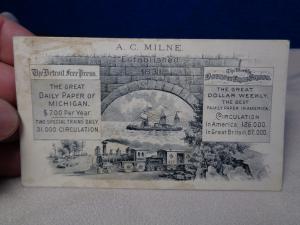 A. C. MILNE.
Established
1831
The Detroit Free Press.
THE GREAT
DAILY PAPER OF
MICHIGAN.
$7.00 Per Year.
TWO SPECIAL TRAINS DAILY.
31,000 CIRCULATION.
The Weekly
THE GREAT
DOLLAR WEEKLY.
THE BEST
FAMILY PAPER IN AMERICA.
CIRCULATION
in America, 126,000.
in Great Britain, 67,000.